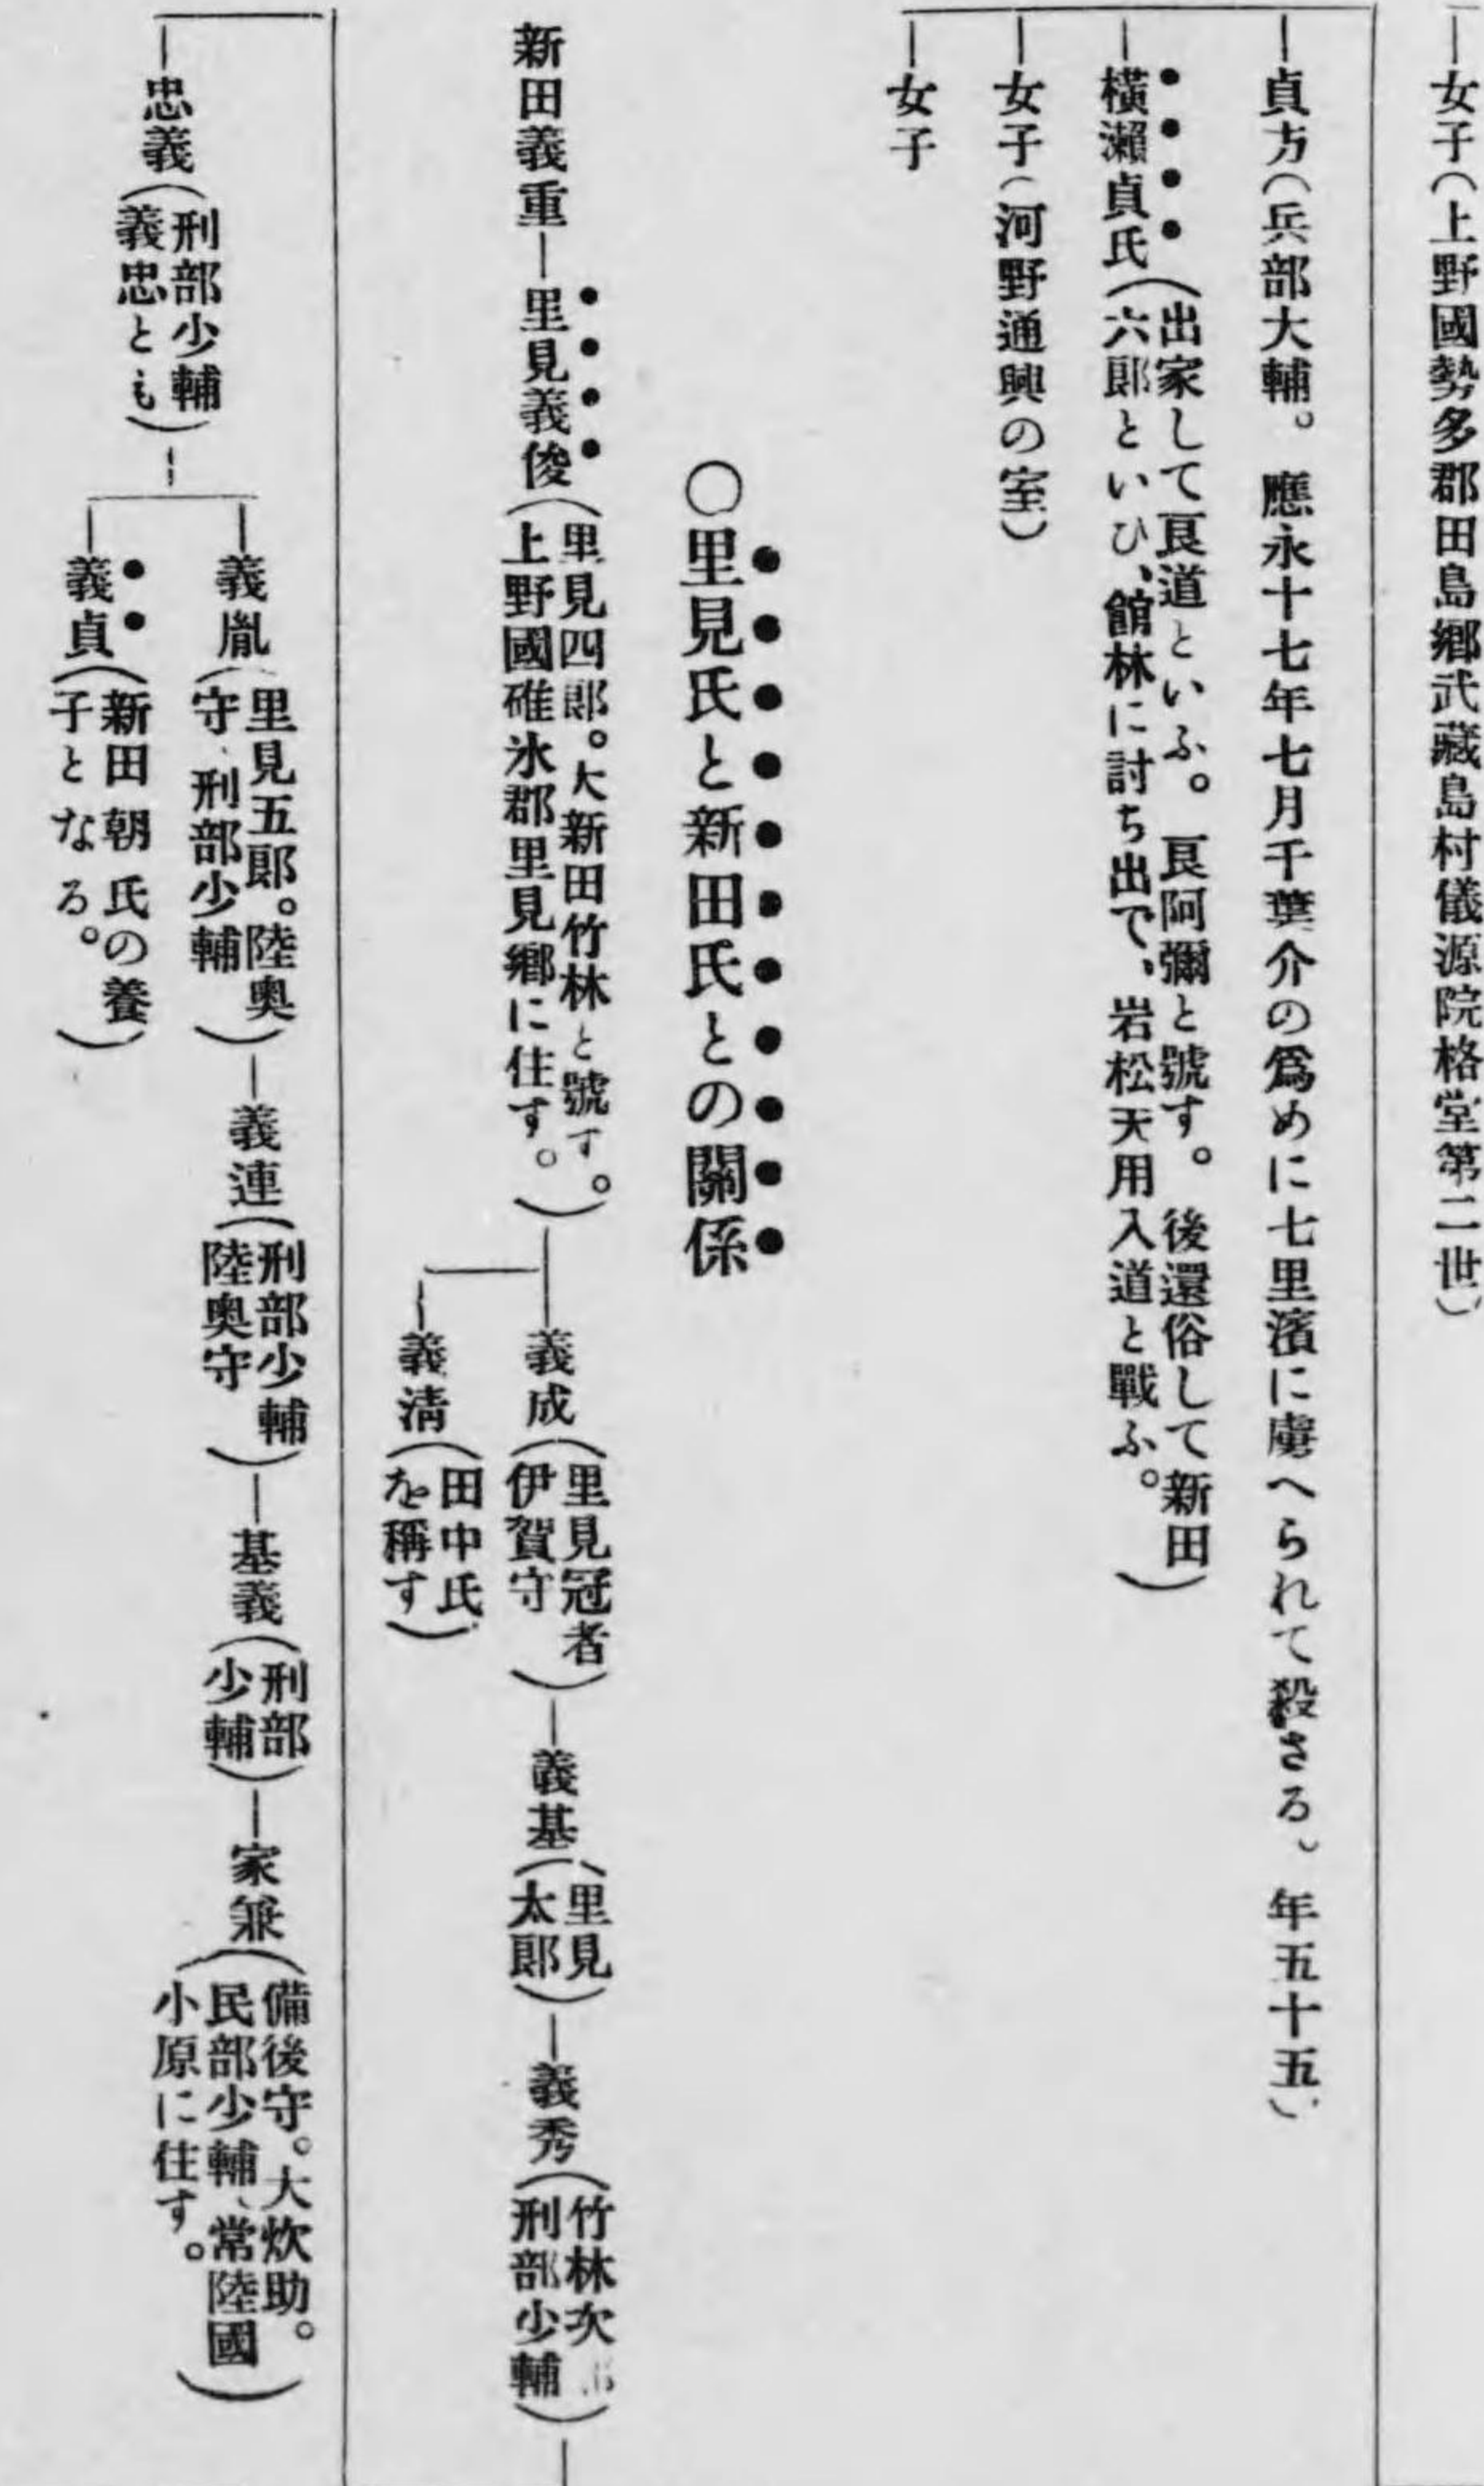 女子(上野國勢多郡田島鄕武藏島村儀源院格堂第二世)
貞方(兵部大輔。應永十七年七月千葉介の爲めに七里濱に虜へられて殺さる、年五十五)
橫瀨貞氏(出家して良道といふ。良阿彌と號す。後還俗して新田
六郎といひ、館林に討ち出で、岩松天用入道と戰ふ。)
女子(河野通興の室)
女子
○里見氏と新田氏との關係
新田義重―里見義俊(里見四郎。大新田竹林と號す。
上野國碓氷郡里見鄕に住す。)
義成(里見冠者
伊賀守)―義基(里見
太郎)―義秀(竹林次郎
刑部少輔)
義淸(田中氏
を稱す)
忠義(刑部少輔
義忠とも)
義胤(里見五郎。陸奧
守、刑部少輔)―義連(刑部少輔
陸奧守)―基義(刑部
少輔)―家兼(備後守。大炊助。
民部少輔、常陸國
小原に住す。)
義貞(新田朝氏の養
子となる。)